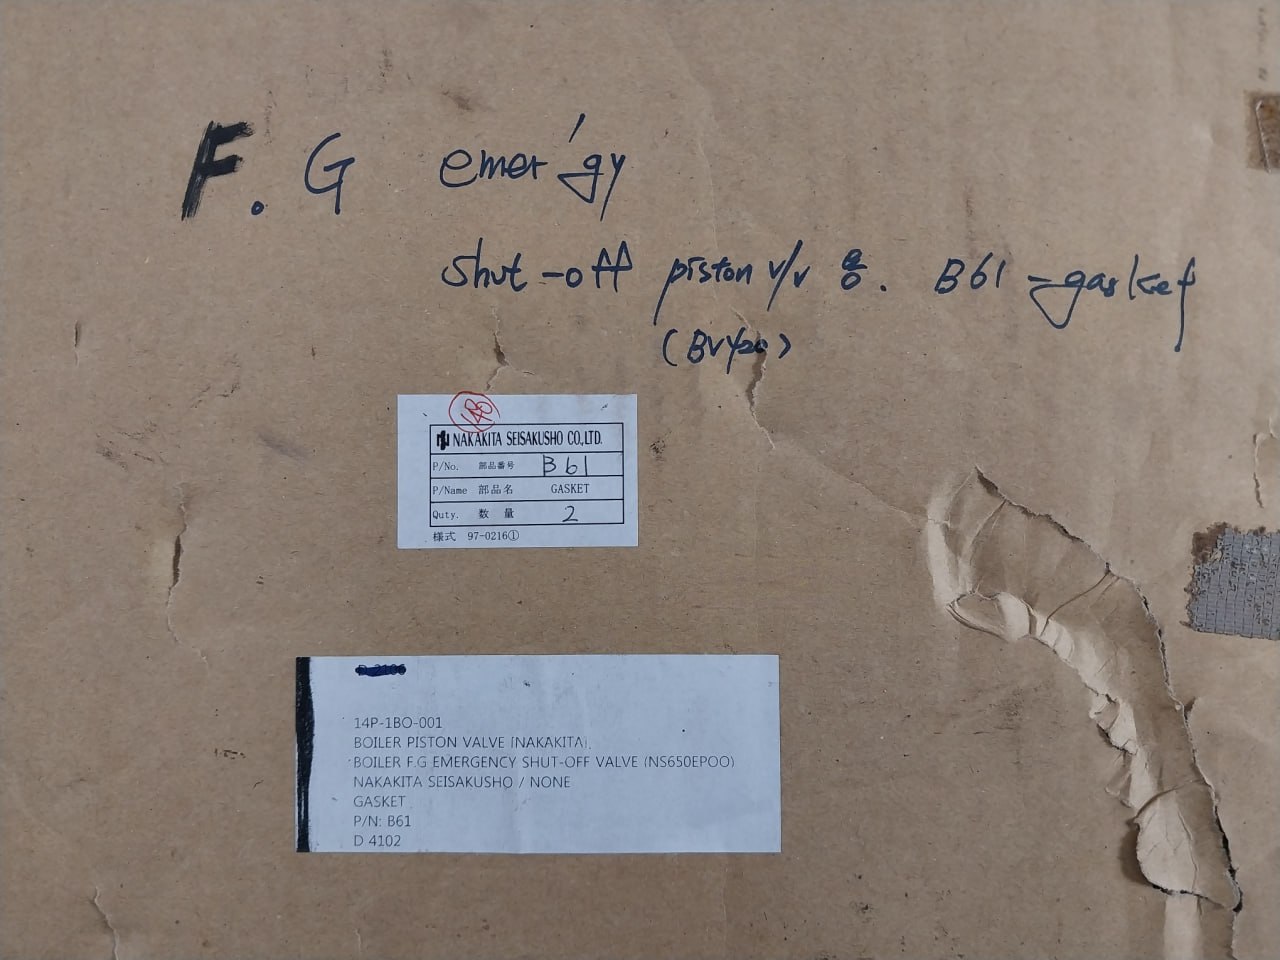 F. G emer'gy
shut-off piston v/v 용. B61 - gasket
(BV420)
NAKAKITA SEISAKUSHO CO,.LTD.
P/No. 部品番号 B61
P/Name 部品名 GASKET
Quty. 数 量 2
様式 97-0216①
14P-1BO-001
BOILER PISTON VALVE (NAKAKITA).
BOILER F.G EMERGENCY SHUT-OFF VALVE (NS650EPOO)
NAKAKITA SEISAKUSHO / NONE
GASKET
P/N: B61
D 4102